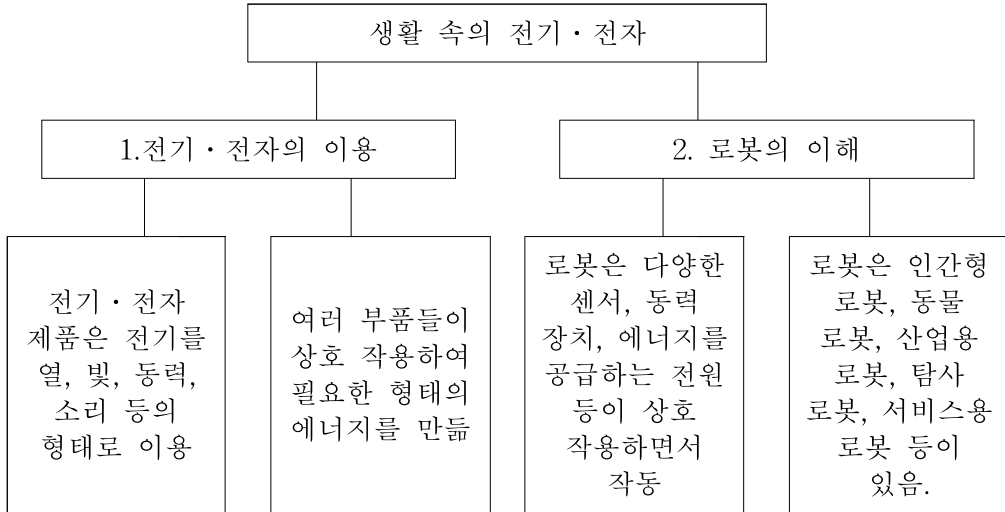 생활 속의 전기·전자
1.전기·전자의 이용
2. 로봇의 이해
전기·전자
제품은 전기를
열, 빛, 동력,
소리 등의
형태로 이용
여러 부품들이
상호 작용하여
필요한 형태의
에너지를 만듦
로봇은 다양한
센서, 동력
장치, 에너지를
공급하는 전원
등이 상호
작용하면서
작동
로봇은 인간형
로봇, 동물
로봇, 산업용
로봇, 탐사
로봇, 서비스용
로봇 등이
있음.